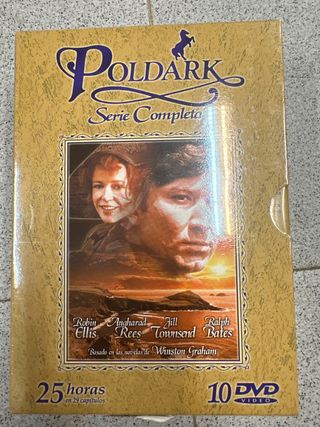 POLDARK
Serie Completa
Robin Ellis
Angharad Rees
Jill Townsend
Ralph Bates
Basado en las novelas de Winston Graham
25 horas
en 29 capítulos
10 DVD
VIDEO